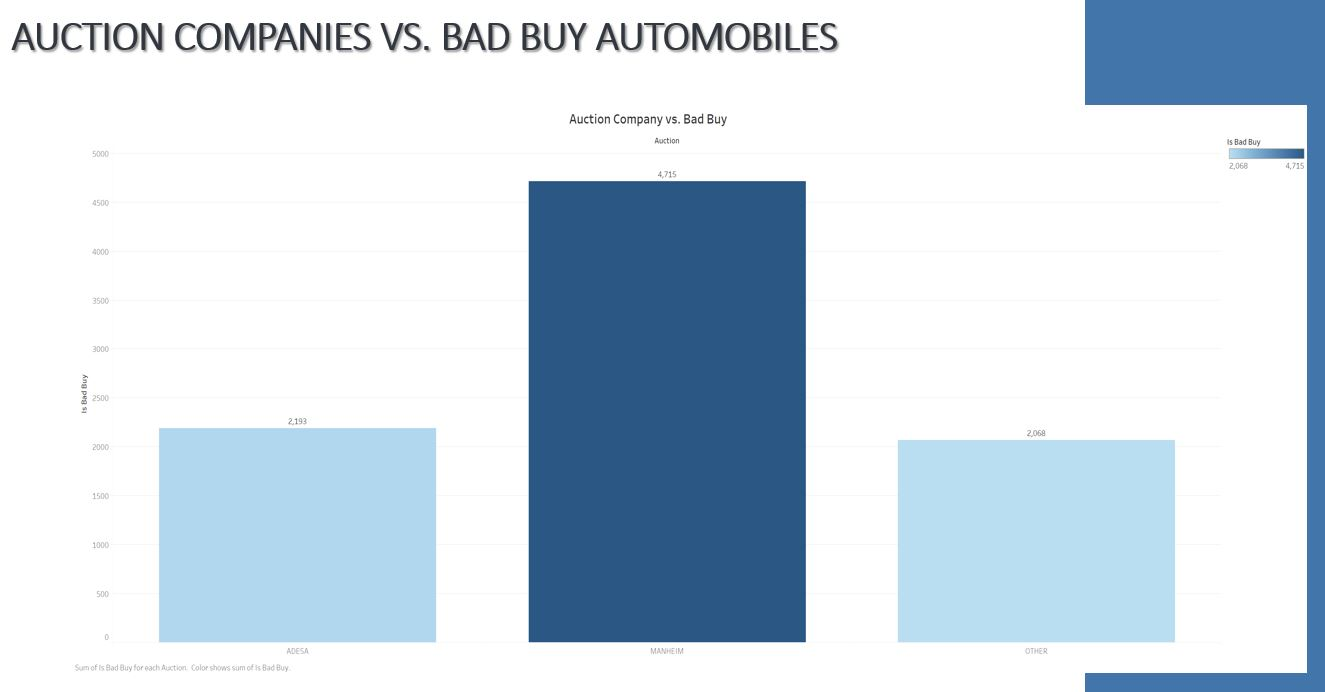 AUCTION COMPANIES VS. BAD BUY AUTOMOBILES
Auction Company vs. Bad Buy
Auction
Is Bad Buy
2,068 4,715
5000
4500
4000
3500
3000
2500
2000
1500
1000
500
0
Is Bad Buy
2,193
4,715
2,068
ADESA MANHEIM OTHER
Sum of Is Bad Buy for each Auction. Color shows sum of Is Bad Buy.